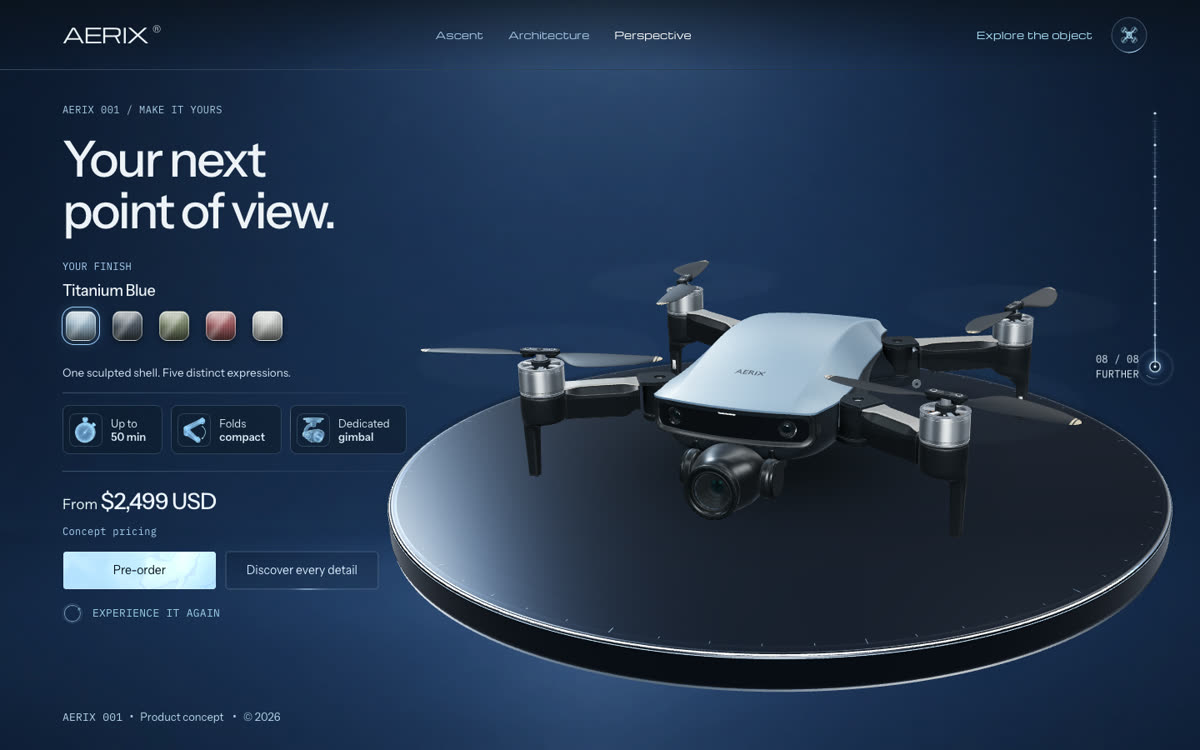 AERIX ®
Ascent
Architecture
Perspective
Explore the object
AERIX 001 / MAKE IT YOURS
Your next
point of view.
YOUR FINISH
Titanium Blue
One sculpted shell. Five distinct expressions.
Up to
50 min
Folds
compact
Dedicated
gimbal
From $2,499 USD
Concept pricing
Pre-order
Discover every detail
EXPERIENCE IT AGAIN
AERIX
08 / 08
FURTHER
AERIX 001 • Product concept • © 2026